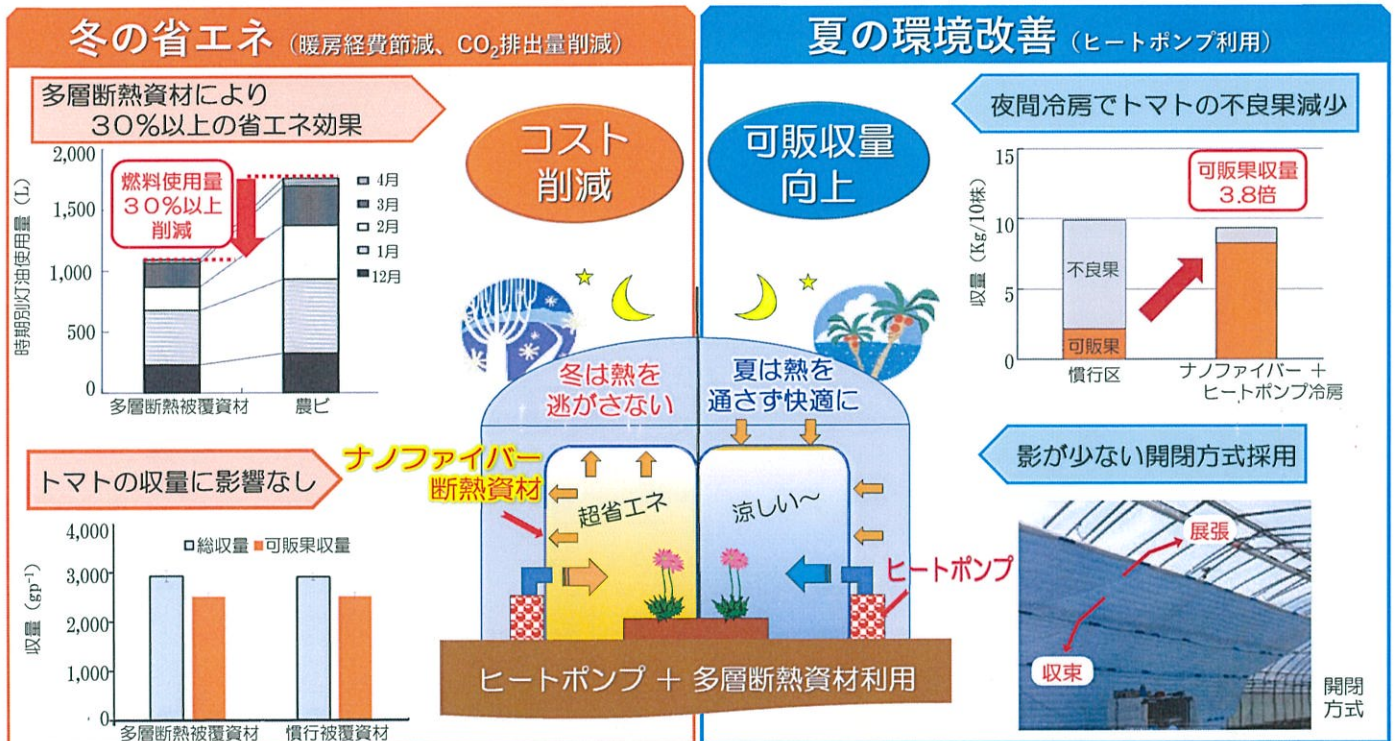 冬の省エネ（暖房経費節減、CO₂排出量削減）
多層断熱資材により
30％以上の省エネ効果
時期別灯油使用量（L）
2,000
1,500
1,000
500
0
燃料使用量
30％以上
削減
4月
3月
2月
1月
12月
多層断熱被覆資材
農ビ
コスト
削減
トマトの収量に影響なし
収量（gp⁻¹）
4,000
3,000
2,000
1,000
0
総収量
可販果収量
多層断熱被覆資材
慣行被覆資材
夏の環境改善（ヒートポンプ利用）
可販収量
向上
夜間冷房でトマトの不良果減少
収量（Kg/10株）
15
10
5
0
可販果収量
3.8倍
不良果
可販果
慣行区
ナノファイバー ＋
ヒートポンプ冷房
冬は熱を
逃がさない
夏は熱を
通さず快適に
ナノファイバー
断熱資材
超省エネ
涼しい～
ヒートポンプ
ヒートポンプ ＋ 多層断熱資材利用
影が少ない開閉方式採用
展張
収束
開閉
方式